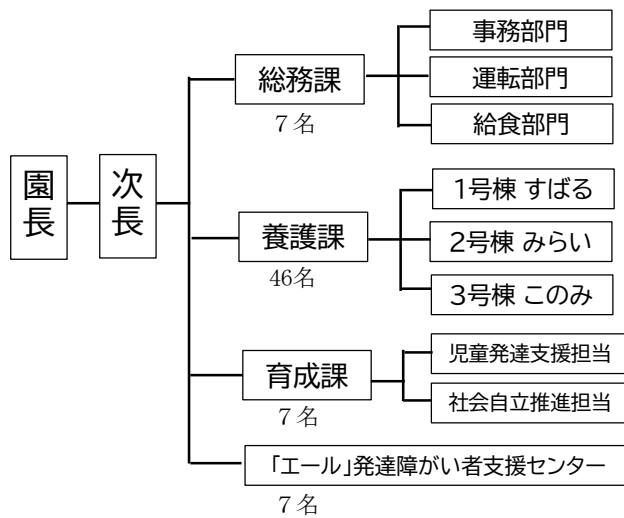 園長
次長
総務課
7名
事務部門
運転部門
給食部門
養護課
46名
1号棟 すばる
2号棟 みらい
3号棟 このみ
育成課
7名
児童発達支援担当
社会自立推進担当
「エール」発達障がい者支援センター
7名